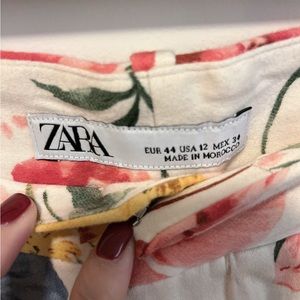 ZARA
EUR 44 USA 12 MEX 34
MADE IN MOROCCO